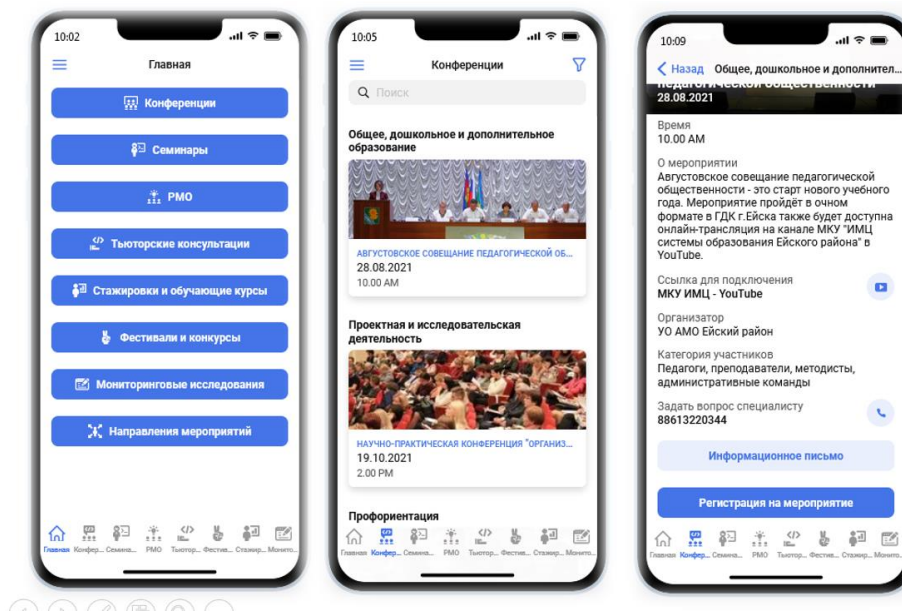 10:02
Главная
Конференции
Семинары
РМО
Тьюторские консультации
Стажировки и обучающие курсы
Фестивали и конкурсы
Мониторинговые исследования
Направления мероприятий
Главная Конфер... Семина... РМО Тьютор... Фестив... Стажир... Монито...
10:05
Конференции
Поиск
Общее, дошкольное и дополнительное
образование
АВГУСТОВСКОЕ СОВЕЩАНИЕ ПЕДАГОГИЧЕСКОЙ ОБ...
28.08.2021
10.00 AM
Проектная и исследовательская
деятельность
НАУЧНО-ПРАКТИЧЕСКАЯ КОНФЕРЕНЦИЯ "ОРГАНИЗ...
19.10.2021
2.00 PM
Профориентация
Главная Конфер... Семина... РМО Тьютор... Фестив... Стажир... Монито...
10:09
Назад Общее, дошкольное и дополнител...
педагогической общественности
28.08.2021
Время
10.00 AM
О мероприятии
Августовское совещание педагогической
общественности - это старт нового учебного
года. Мероприятие пройдёт в очном
формате в ГДК г.Ейска также будет доступна
онлайн-трансляция на канале МКУ "ИМЦ
системы образования Ейского района" в
YouTube.
Ссылка для подключения
МКУ ИМЦ - YouTube
Организатор
УО АМО Ейский район
Категория участников
Педагоги, преподаватели, методисты,
административные команды
Задать вопрос специалисту
88613220344
Информационное письмо
Регистрация на мероприятие
Главная Конфер... Семина... РМО Тьютор... Фестив... Стажир... Монито...